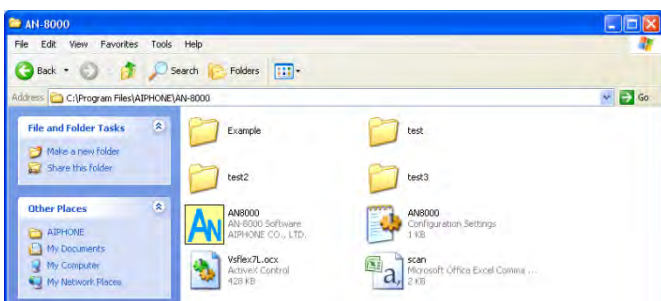 AN-8000
File Edit View Favorites Tools Help
Back Search Folders
Address C:\Program Files\AIPHONE\AN-8000 Go
File and Folder Tasks
Make a new folder
Share this folder
Other Places
AIPHONE
My Documents
My Computer
My Network Places
Example
test
test2
test3
AN
AN8000
AN-8000 Software
AIPHONE CO., LTD.
AN8000
Configuration Settings
1 KB
Vsflex7L.ocx
ActiveX Control
428 KB
a,
scan
Microsoft Office Excel Comma ...
2 KB